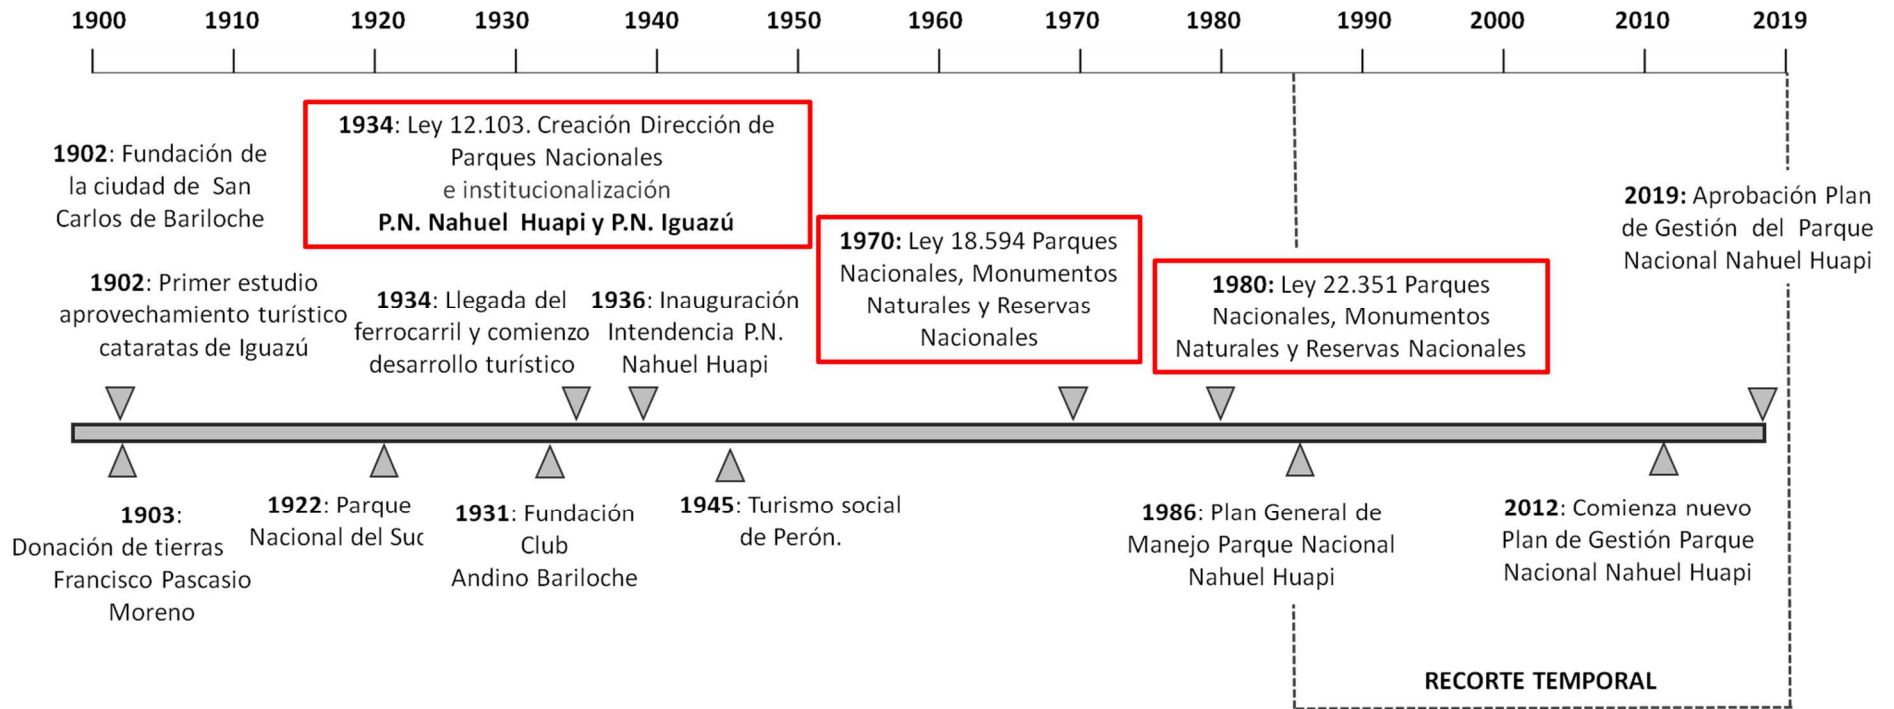 1900 1910 1920 1930 1940 1950 1960 1970 1980 1990 2000 2010 2019
1902: Fundación de
la ciudad de San
Carlos de Bariloche
1934: Ley 12.103. Creación Dirección de
Parques Nacionales
e institucionalización
P.N. Nahuel Huapi y P.N. Iguazú
1902: Primer estudio
aprovechamiento turístico
cataratas de Iguazú
1934: Llegada del
ferrocarril y comienzo
desarrollo turístico
1936: Inauguración
Intendencia P.N.
Nahuel Huapi
1970: Ley 18.594 Parques
Nacionales, Monumentos
Naturales y Reservas
Nacionales
1980: Ley 22.351 Parques
Nacionales, Monumentos
Naturales y Reservas Nacionales
2019: Aprobación Plan
de Gestión del Parque
Nacional Nahuel Huapi
1903:
Donación de tierras
Francisco Pascasio
Moreno
1922: Parque
Nacional del
1931: Fundación
Club
Andino Bariloche
1945: Turismo social
de Perón.
1986: Plan General de
Manejo Parque Nacional
Nahuel Huapi
2012: Comienza nuevo
Plan de Gestión Parque
Nacional Nahuel Huapi
RECORTE TEMPORAL